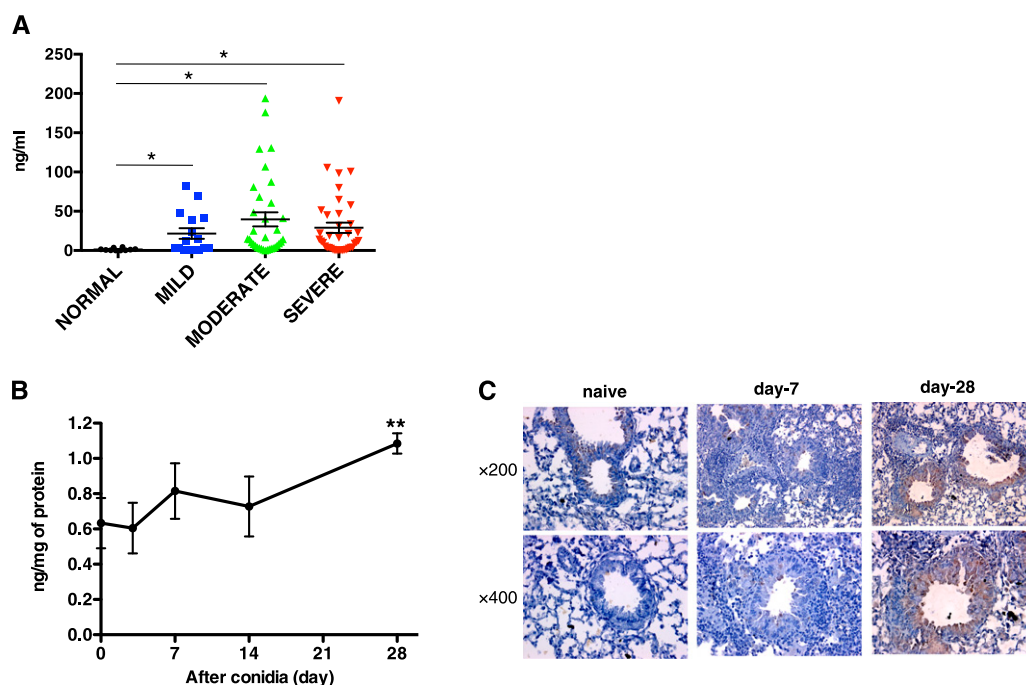 A
250
200
150
100
50
0
ng/ml
*
*
*
NORMAL
MILD
MODERATE
SEVERE
B
1.2
1.0
0.8
0.6
0.4
0.2
0.0
ng/mg of protein
**
0 7 14 21 28
After conidia (day)
C
naive day-7 day-28
×200
×400